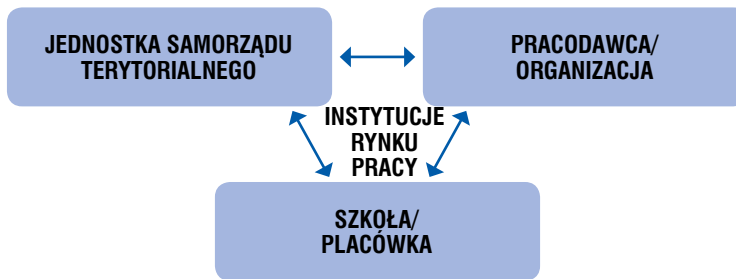 JEDNOSTKA SAMORZĄDU
TERYTORIALNEGO
PRACODAWCA/
ORGANIZACJA
INSTYTUCJE
RYNKU
PRACY
SZKOŁA/
PLACÓWKA